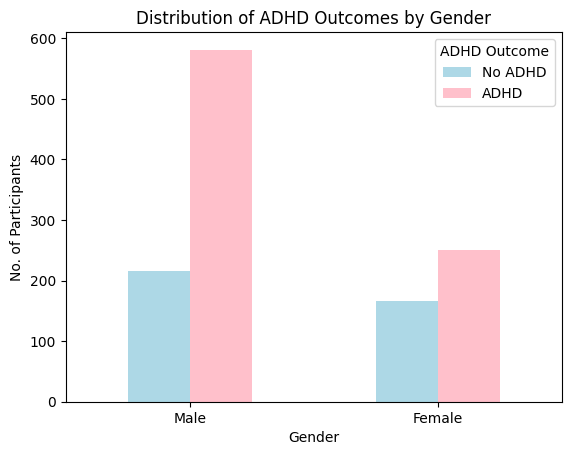 Distribution of ADHD Outcomes by Gender
ADHD Outcome
No ADHD
ADHD
No. of Participants
600
500
400
300
200
100
0
Male
Female
Gender